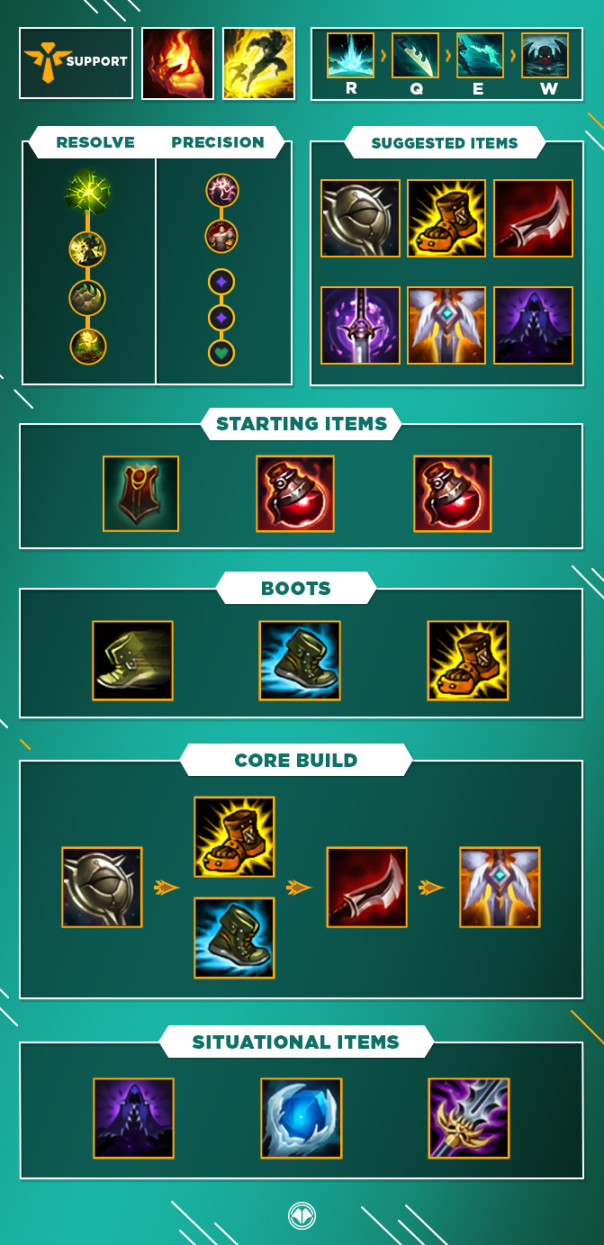 SUPPORT
R Q E W
RESOLVE PRECISION
SUGGESTED ITEMS
STARTING ITEMS
BOOTS
CORE BUILD
SITUATIONAL ITEMS